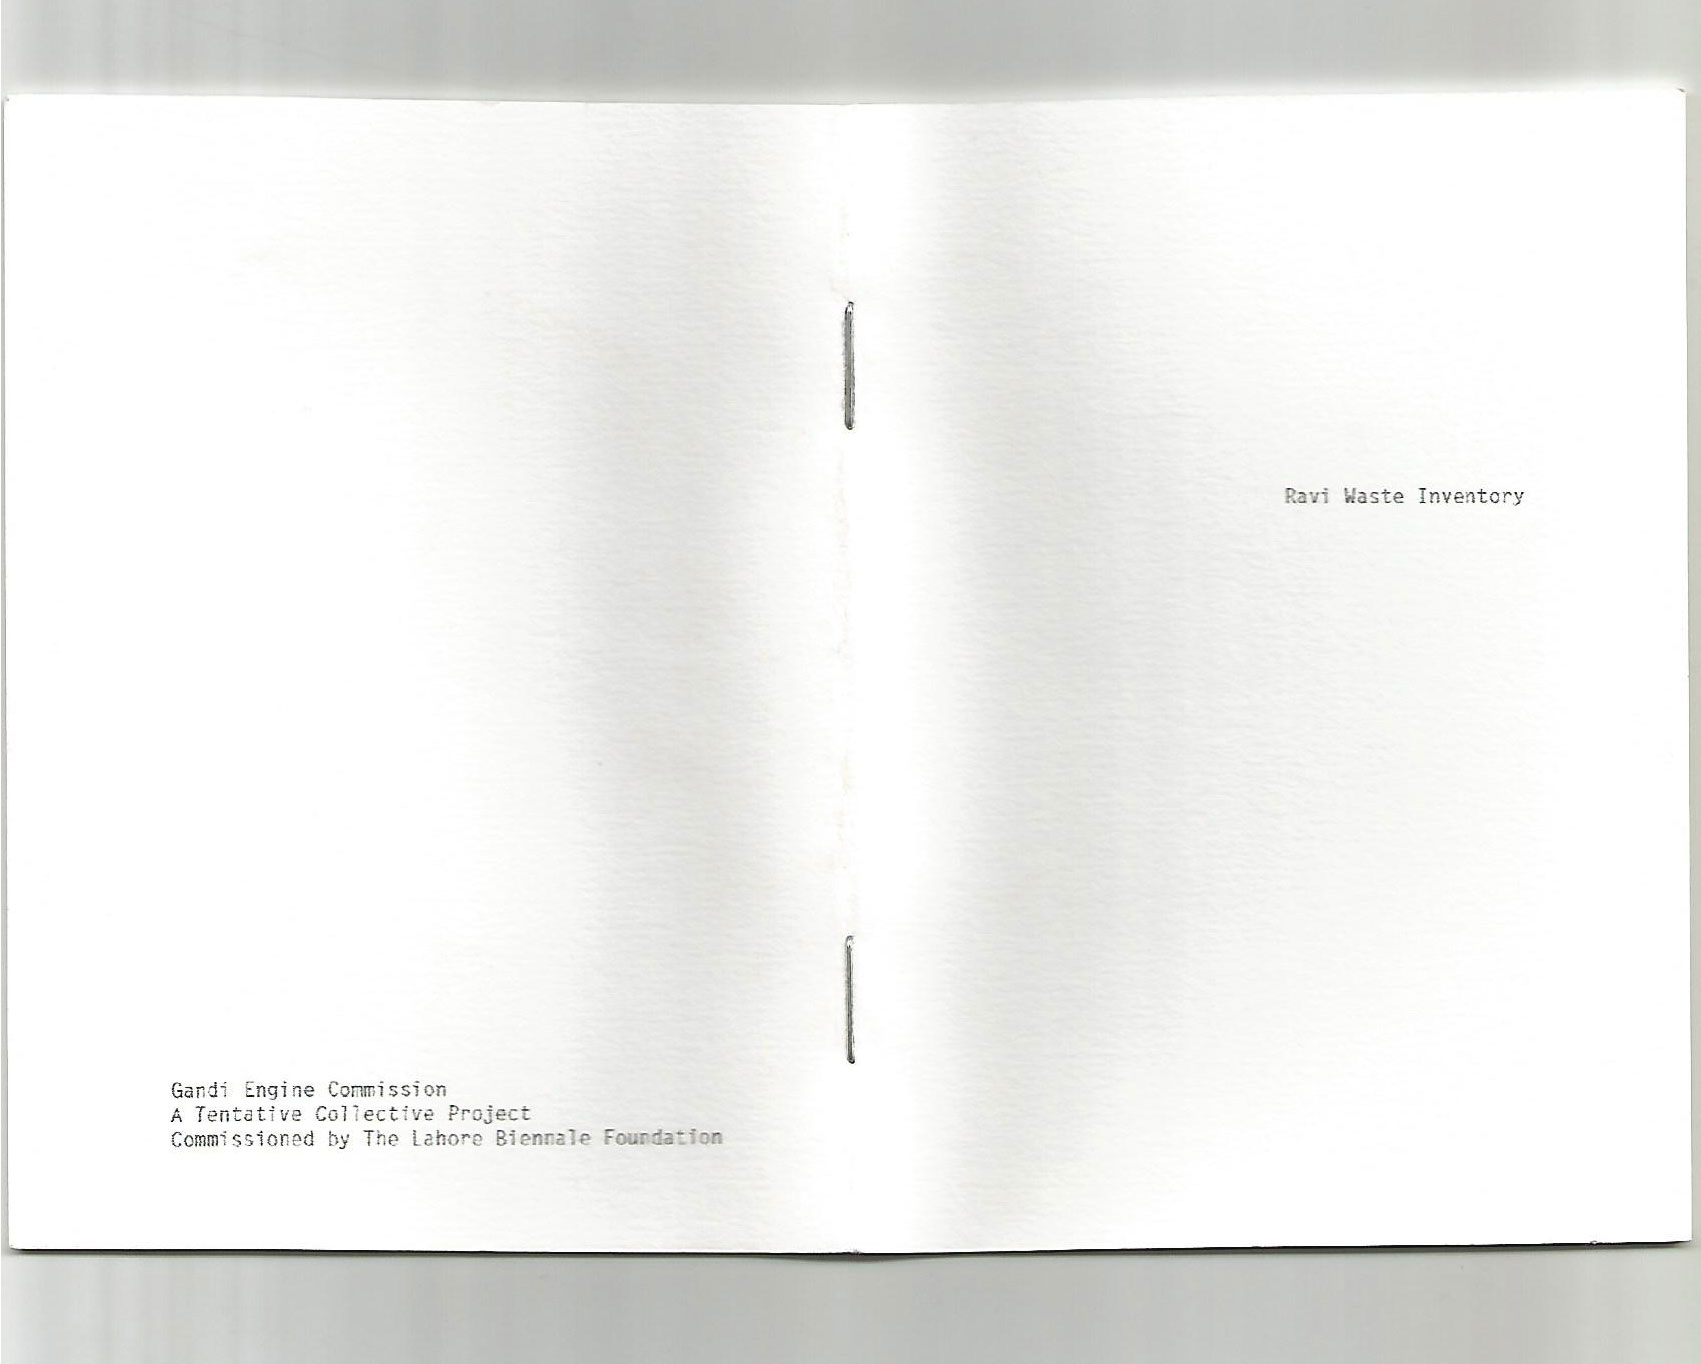 Gandi Engine Commission
A Tentative Collective Project
Commissioned by The Lahore Biennale Foundation
Ravi Waste Inventory